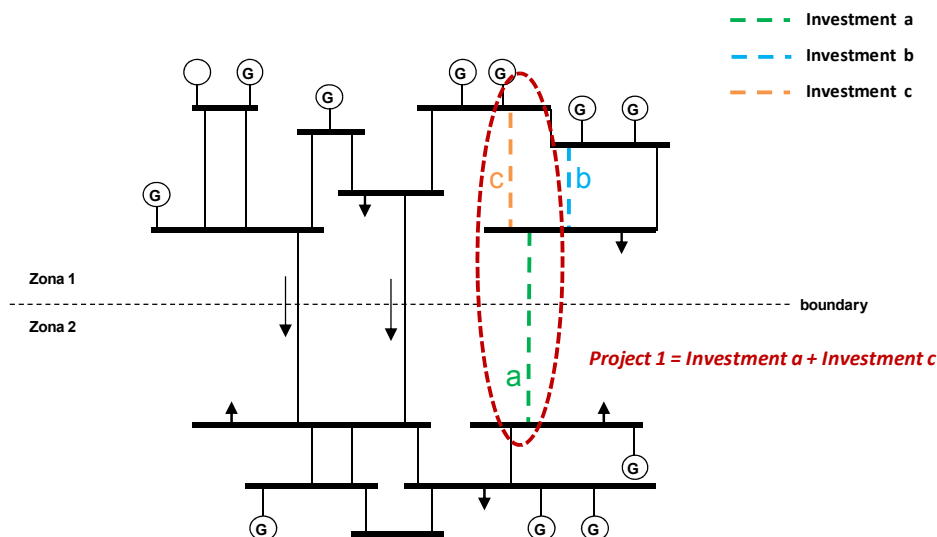 Investment a
Investment b
Investment c
G
G
G
G
G
G
G
c
b
Zona 1
boundary
Zona 2
Project 1 = Investment a + Investment c
a
G
G
G
G